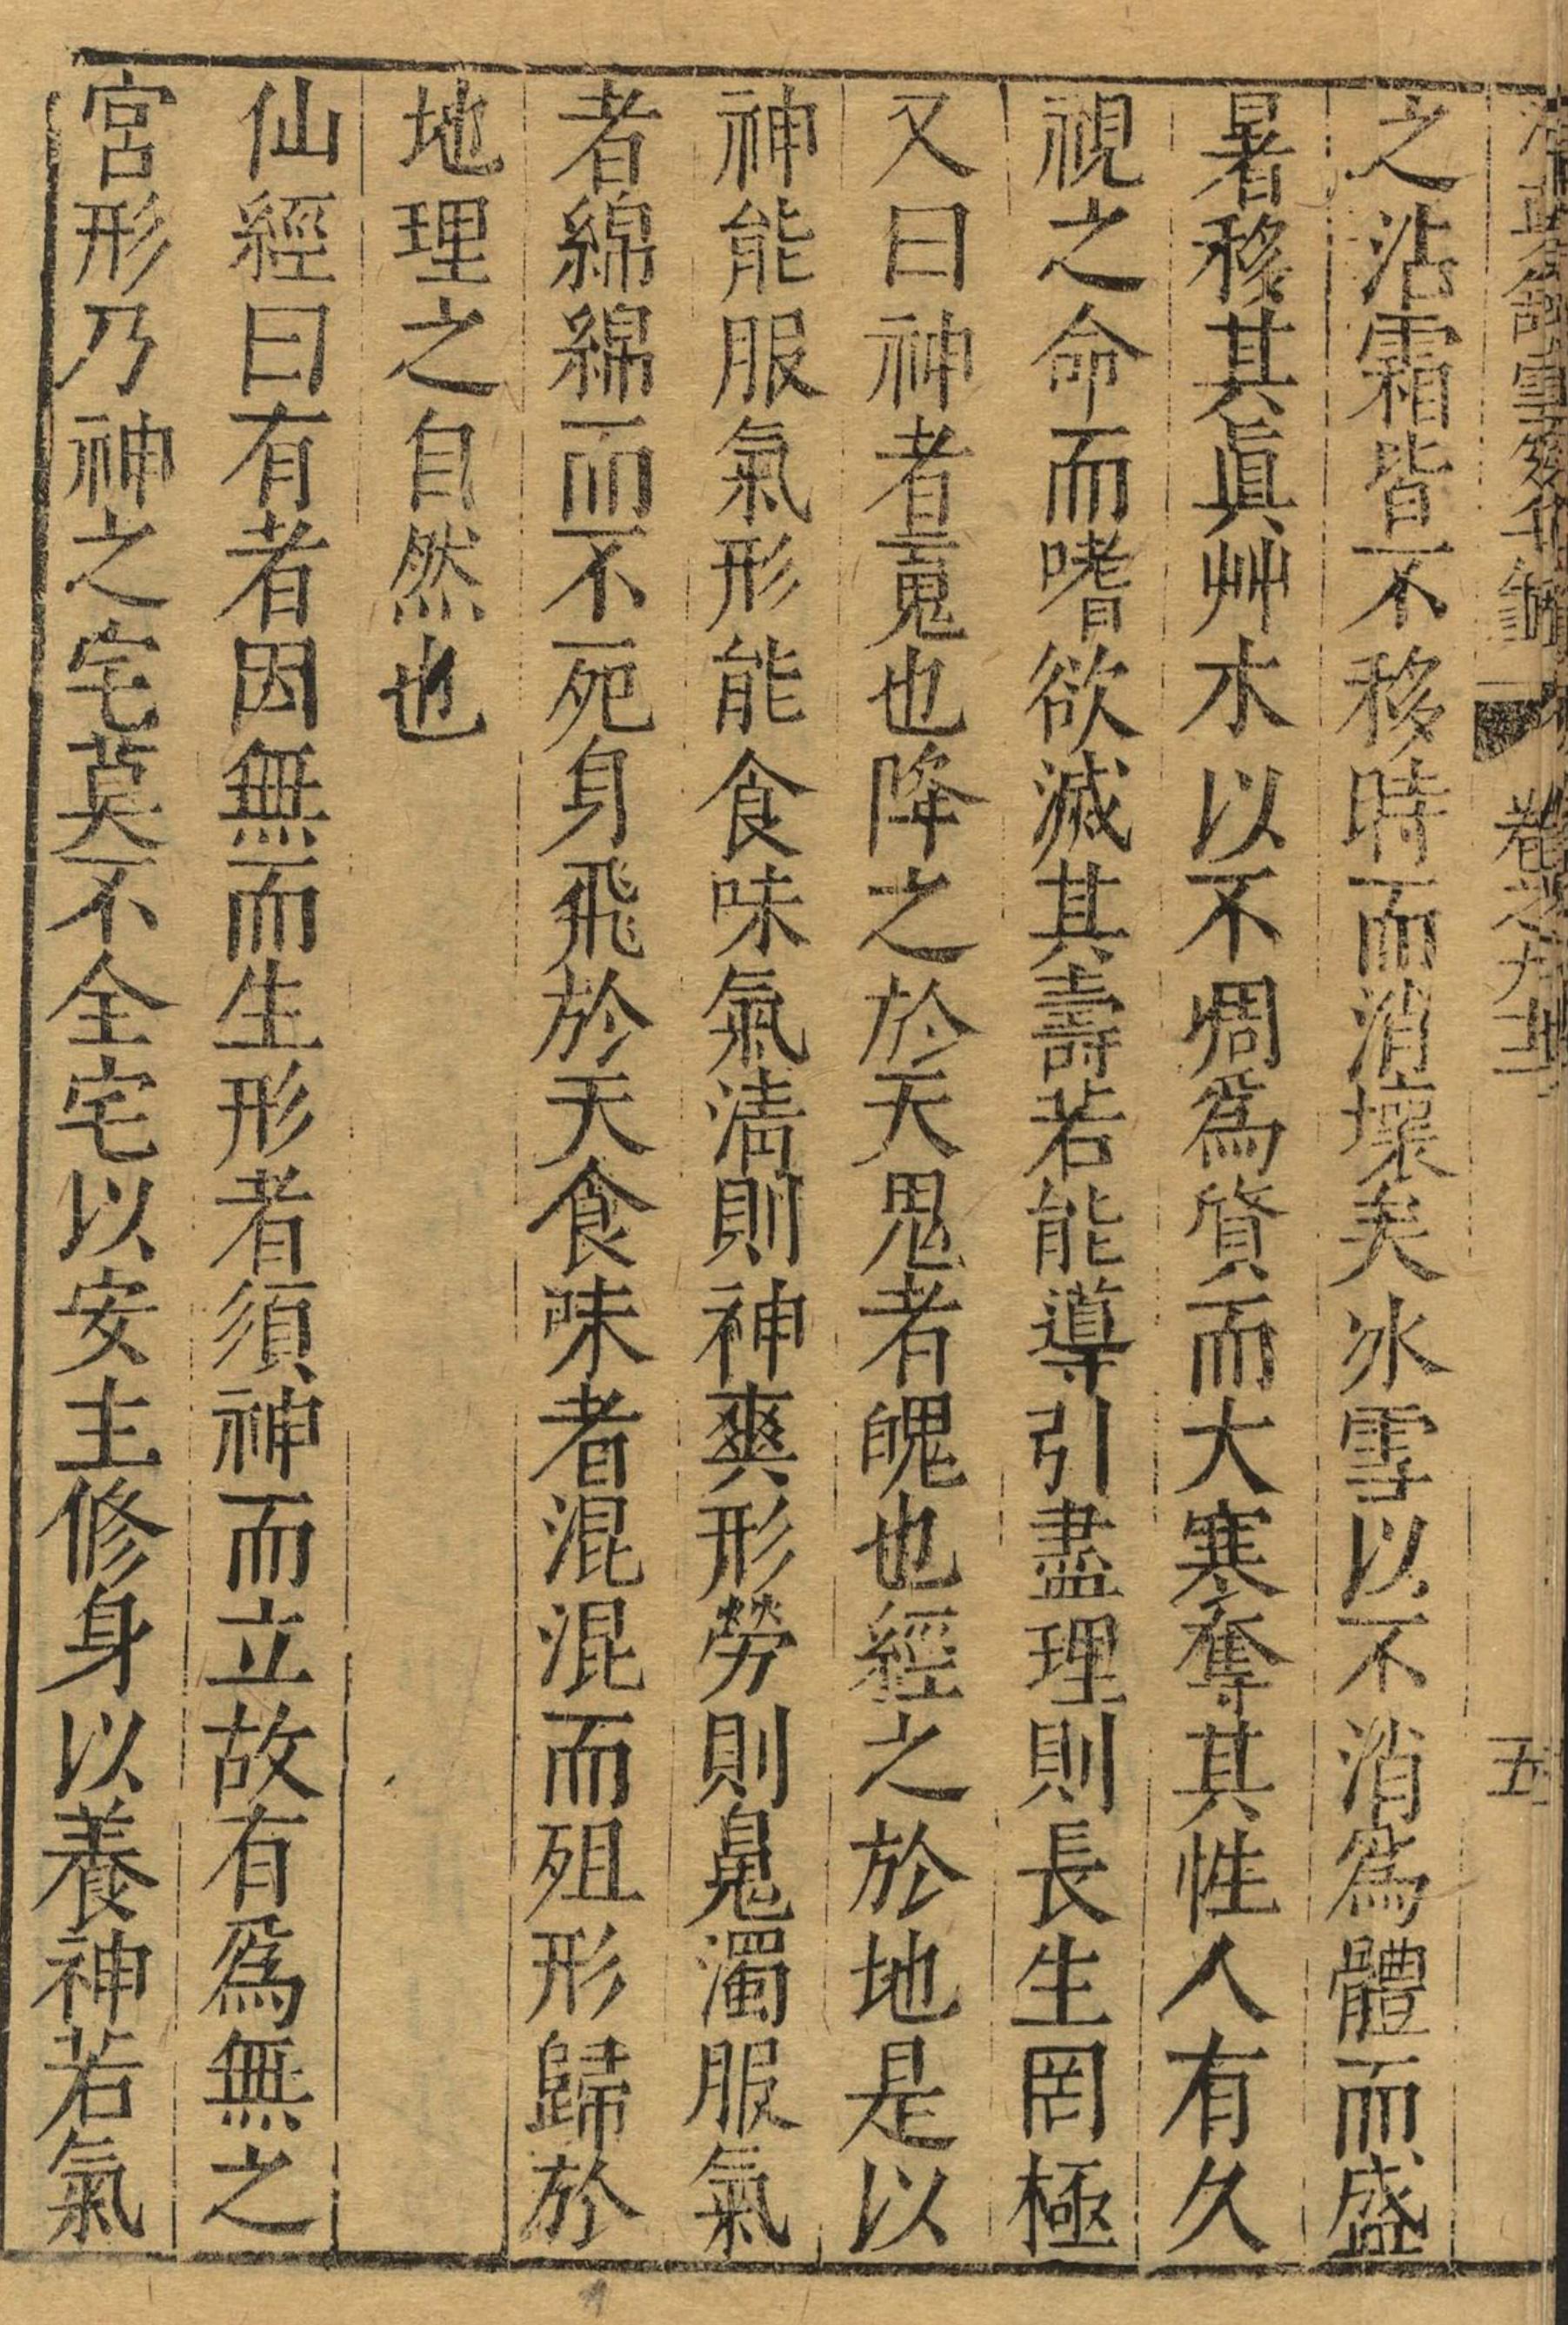 卷之
五
之沾霜皆不移時而消壞矣氷雪以不消爲體而盛
暑移其眞艸木以不凋爲質而大寒奪其性人有久
視之命而嗜欲滅其壽若能導引盡理則長生罔極
又曰神者䰟也降之於天鬼者魄也經之於地是以
神能服氣形能食味氣淸則神爽形勞則魄濁服氣
者綿綿而不死身飛於天食味者混混而殂形歸於
地理之自然也
仙經曰有者因無而生形者須神而立故有爲無之
宮形乃神之宅莫不全宅以安主修身以養神若氣